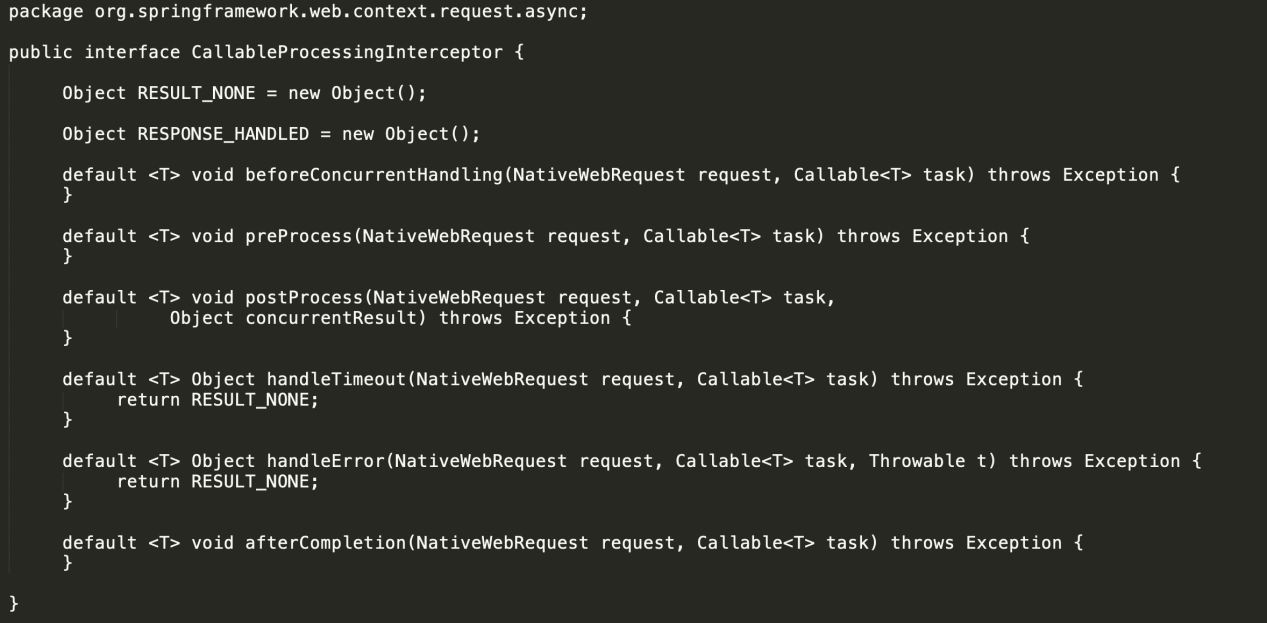 package org.springframework.web.context.request.async;
public interface CallableProcessingInterceptor {
Object RESULT_NONE = new Object();
Object RESPONSE_HANDLED = new Object();
default <T> void beforeConcurrentHandling(NativeWebRequest request, Callable<T> task) throws Exception {
}
default <T> void preProcess(NativeWebRequest request, Callable<T> task) throws Exception {
}
default <T> void postProcess(NativeWebRequest request, Callable<T> task,
Object concurrentResult) throws Exception {
}
default <T> Object handleTimeout(NativeWebRequest request, Callable<T> task) throws Exception {
return RESULT_NONE;
}
default <T> Object handleError(NativeWebRequest request, Callable<T> task, Throwable t) throws Exception {
return RESULT_NONE;
}
default <T> void afterCompletion(NativeWebRequest request, Callable<T> task) throws Exception {
}
}